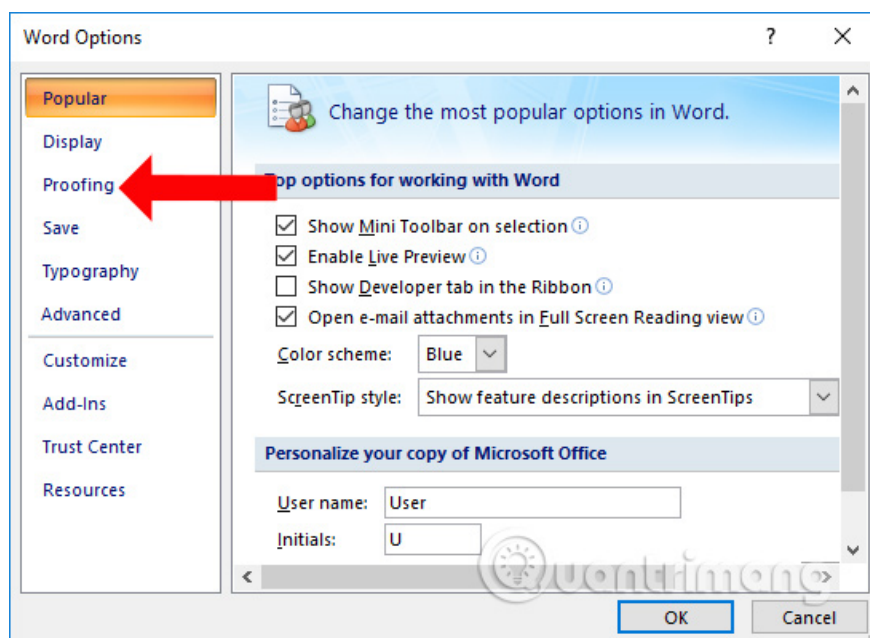 Word Options
Popular
Display
Proofing
Save
Typography
Advanced
Customize
Add-Ins
Trust Center
Resources
Change the most popular options in Word.
Top options for working with Word
Show Mini Toolbar on selection
Enable Live Preview
Show Developer tab in the Ribbon
Open e-mail attachments in Full Screen Reading view
Color scheme: Blue
ScreenTip style: Show feature descriptions in ScreenTips
Personalize your copy of Microsoft Office
User name: User
Initials: U
Quantrimang
OK Cancel